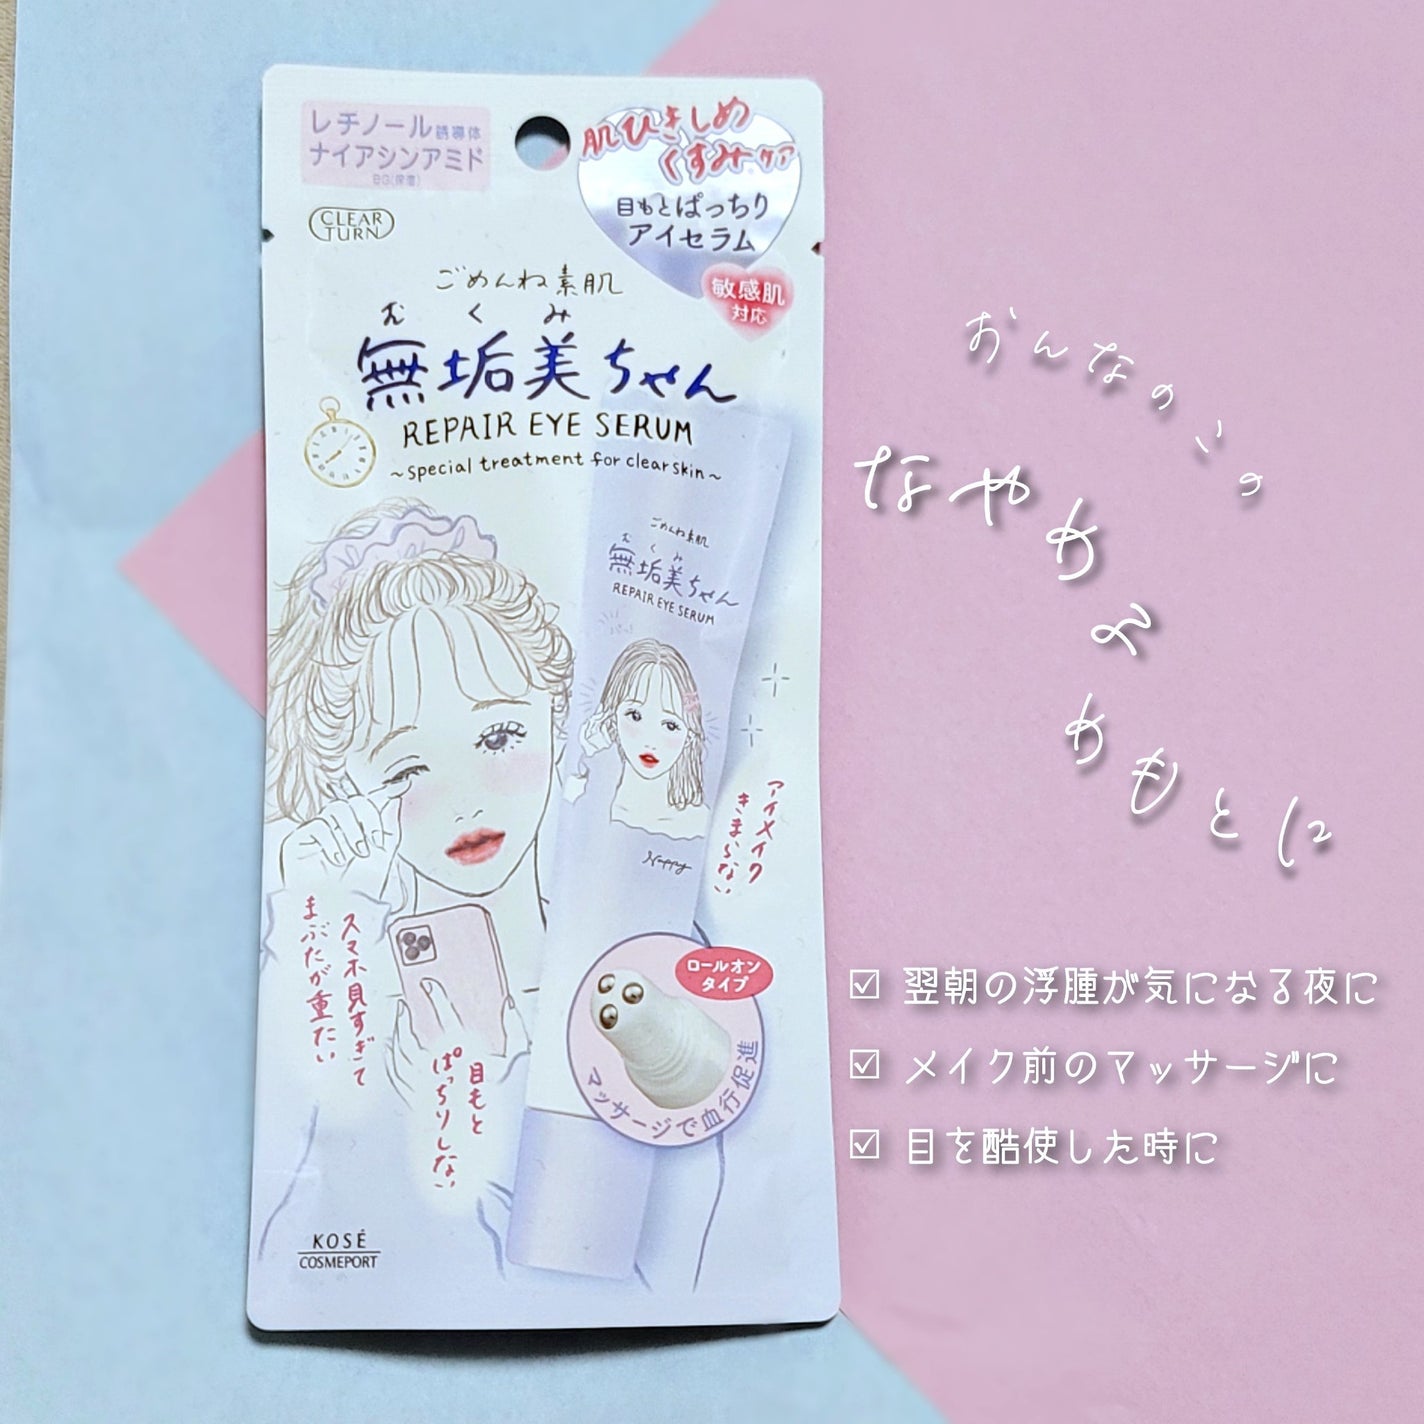 レチノール誘導体
ナイアシンアミド
BG(保湿)
CLEAR
TURN
肌ひきしめ
くすみケア
目もとぱっちり
アイセラム
敏感肌
対応
ごめんね素肌
むくみ
無垢美ちゃん
REPAIR EYE SERUM
~special treatment for clear skin~
ごめんね素肌
むくみ
無垢美ちゃん
REPAIR EYE SERUM
Happy
アイメイク
きまらない
スマホ見すぎて
まぶたが重たい
目もと
ぱっちりしない
ロールオン
タイプ
マッサージで血行促進
KOSÉ
COSMEPORT
おんなのこの
なやめるめもとに
☑ 翌朝の浮腫が気になる夜に
☑ メイク前のマッサージに
☑ 目を酷使した時に